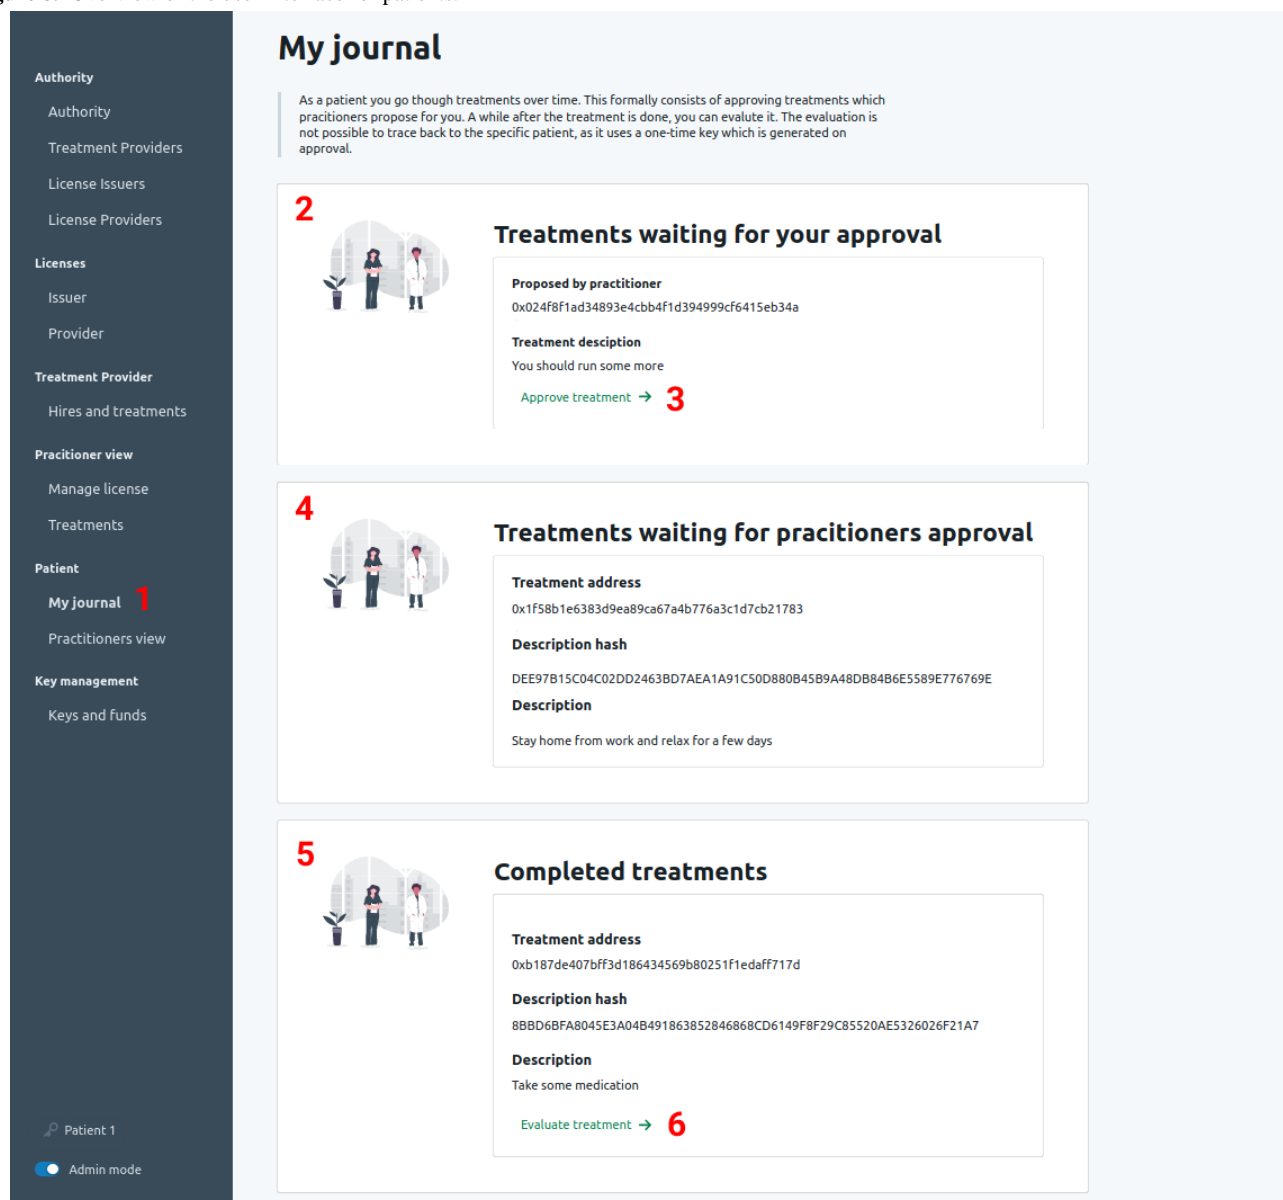 Authority
Authority
Treatment Providers
License Issuers
License Providers
Licenses
Issuer
Provider
Treatment Provider
Hires and treatments
Pracitioner view
Manage license
Treatments
Patient
My journal 1
Practitioners view
Key management
Keys and funds
Patient 1
Admin mode
My journal
As a patient you go though treatments over time. This formally consists of approving treatments which
pracitioners propose for you. A while after the treatment is done, you can evalute it. The evaluation is
not possible to trace back to the specific patient, as it uses a one-time key which is generated on
approval.
2
Treatments waiting for your approval
Proposed by practitioner
0x024f8f1ad34893e4cbb4f1d394999cf6415eb34a
Treatment desciption
You should run some more
Approve treatment → 3
4
Treatments waiting for pracitioners approval
Treatment address
0x1f58b1e6383d9ea89ca67a4b776a3c1d7cb21783
Description hash
DEE97B15C04C02DD2463BD7AEA1A91C50D880B45B9A48DB84B6E5589E776769E
Description
Stay home from work and relax for a few days
5
Completed treatments
Treatment address
0xb187de407bff3d186434569b80251f1edaff717d
Description hash
8BBD6BFA8045E3A04B491863852846868CD6149F8F29C85520AE5326026F21A7
Description
Take some medication
Evaluate treatment → 6